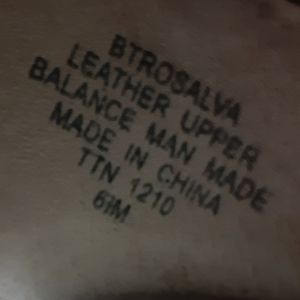 BTROSALVA
LEATHER UPPER
BALANCE MAN MADE
MADE IN CHINA
TTN 1210
6M